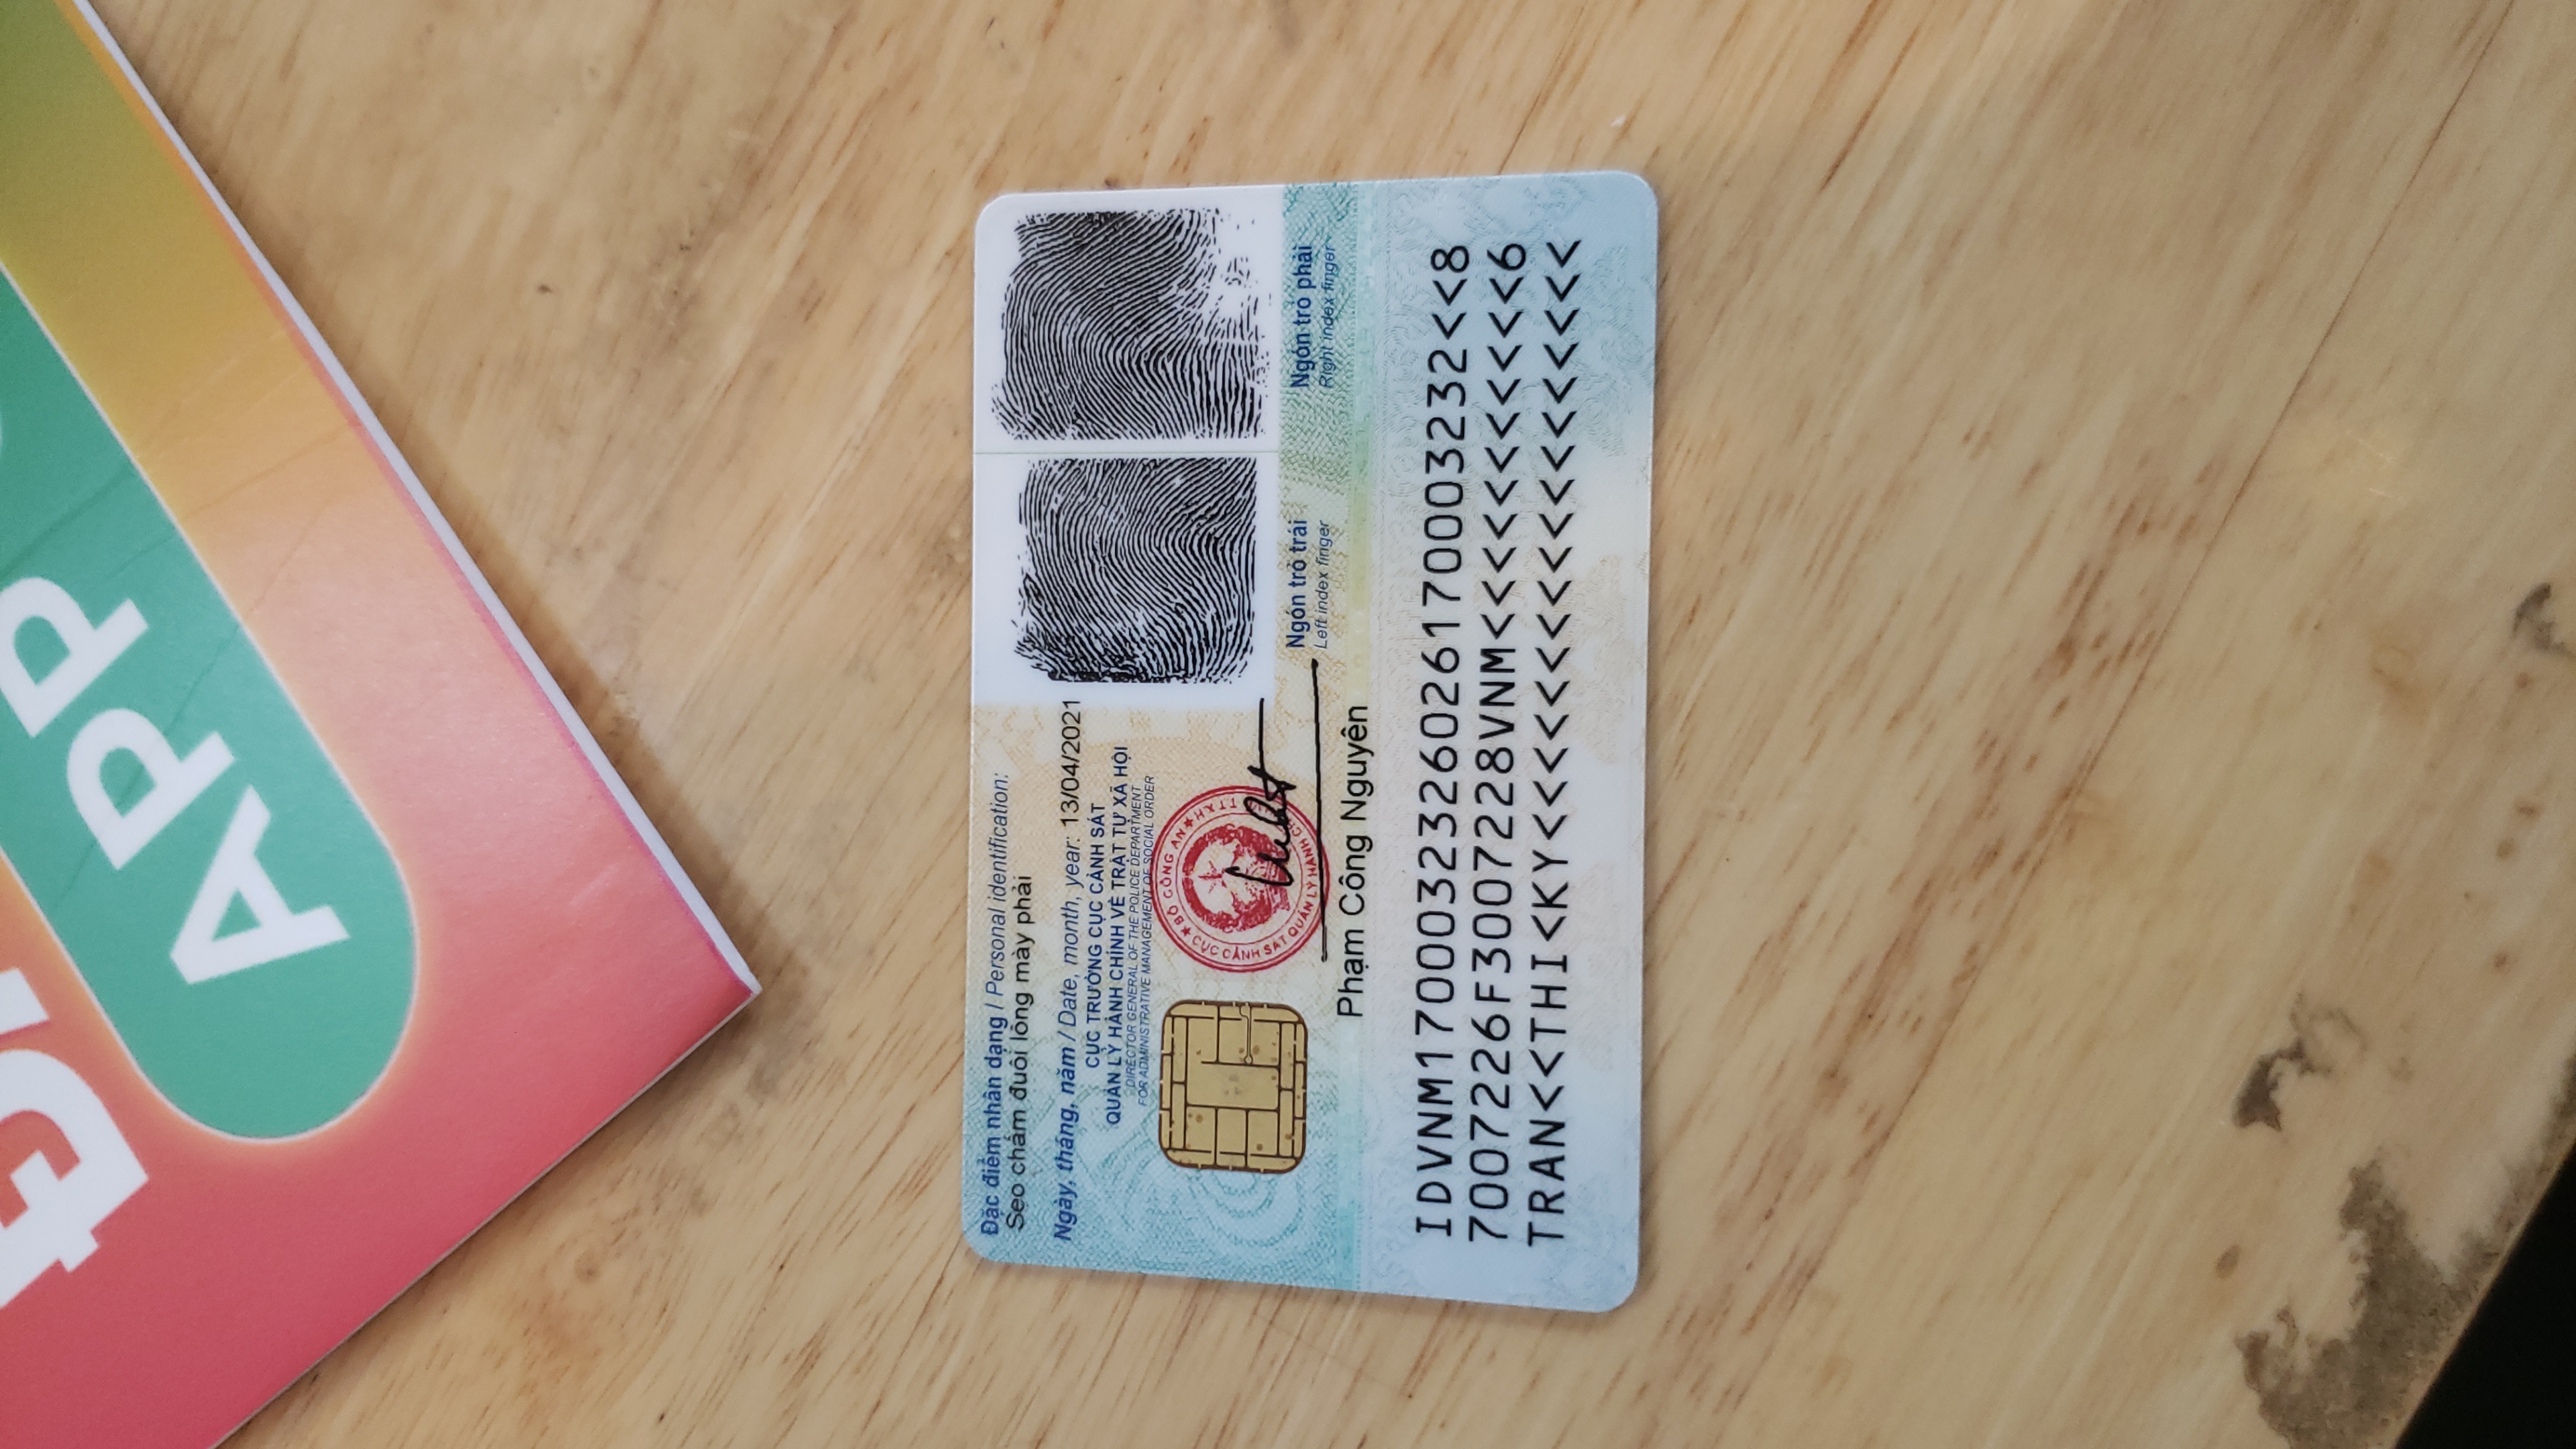 APP
Đặc điểm nhân dạng / Personal identification:
Sẹo chấm đuôi lông mày phải
Ngày, tháng, năm / Date, month, year: 13/04/2021
CỤC TRƯỞNG CỤC CẢNH SÁT
QUẢN LÝ HÀNH CHÍNH VỀ TRẬT TỰ XÃ HỘI
DIRECTOR GENERAL OF THE POLICE DEPARTMENT
FOR ADMINISTRATIVE MANAGEMENT OF SOCIAL ORDER
BỘ CÔNG AN
CỤC CẢNH SÁT QUẢN LÝ HÀNH
Phạm Công Nguyên
Ngón trỏ trái
Left index finger
Ngón trỏ phải
Right index finger
IDVNM1700032326026170003232<<8
7007226F3007228VNM<<<<<<<<<<<6
TRAN<<THI<KY<<<<<<<<<<<<<<<<<<